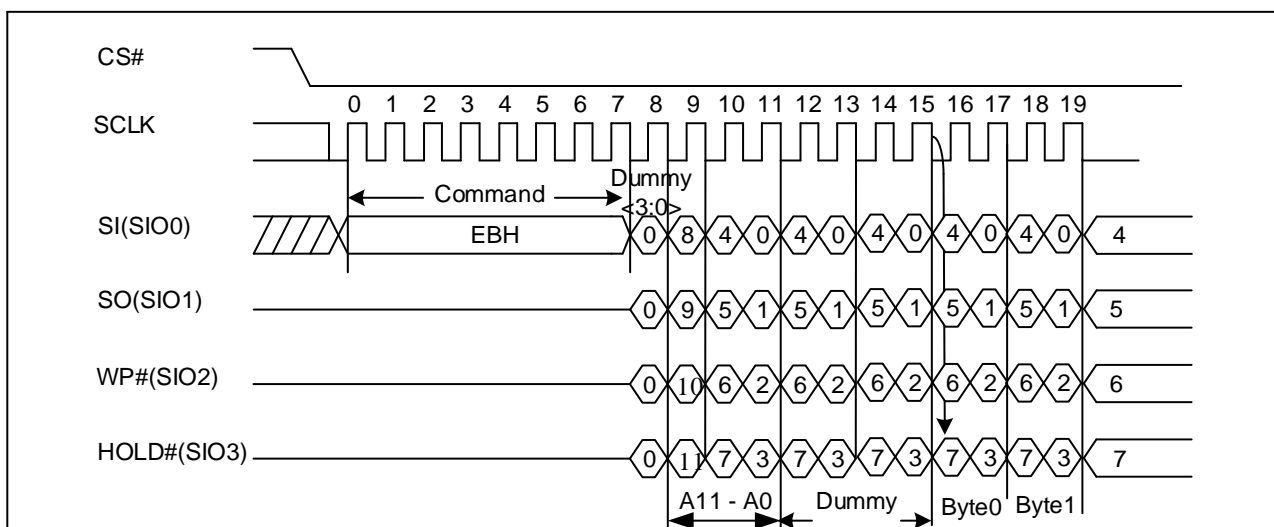 CS#
0 1 2 3 4 5 6 7 8 9 10 11 12 13 14 15 16 17 18 19
SCLK
Command
Dummy
<3:0>
SI(SIO0)
EBH
0 8 4 0 4 0 4 0 4 0 4 0 4
SO(SIO1)
0 9 5 1 5 1 5 1 5 1 5 1 5
WP#(SIO2)
0 10 6 2 6 2 6 2 6 2 6 2 6
HOLD#(SIO3)
0 11 7 3 7 3 7 3 7 3 7 3 7
A11 - A0 Dummy Byte0 Byte1